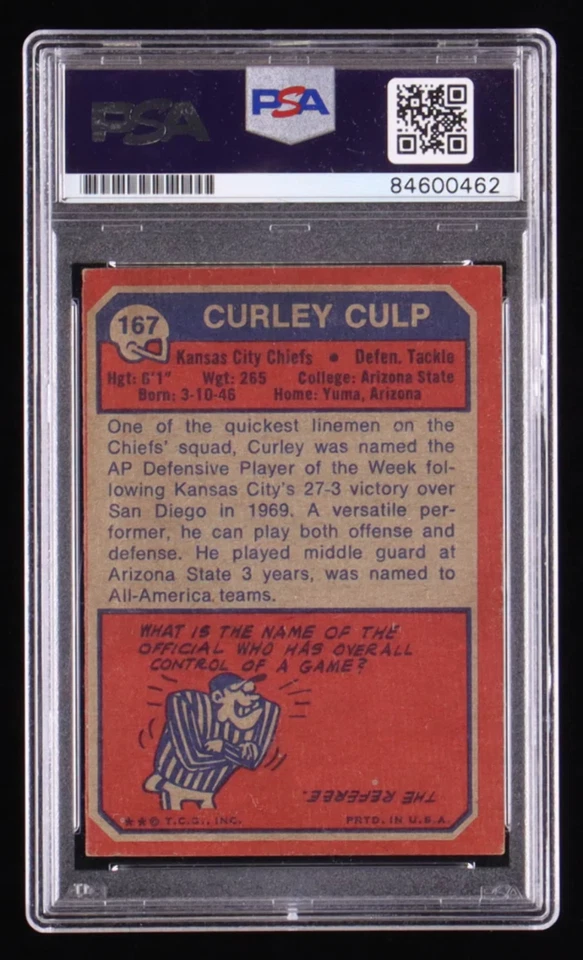 PSA
PSA
84600462
167
CURLEY CULP
Kansas City Chiefs • Defen. Tackle
Hgt: 6'1" Wgt: 265 College: Arizona State
Born: 3-10-46 Home: Yuma, Arizona
One of the quickest linemen on the
Chiefs' squad, Curley was named the
AP Defensive Player of the Week fol-
lowing Kansas City's 27-3 victory over
San Diego in 1969. A versatile per-
former, he can play both offense and
defense. He played middle guard at
Arizona State 3 years, was named to
All-America teams.
WHAT IS THE NAME OF THE
OFFICIAL WHO HAS OVERALL
CONTROL OF A GAME?
THE REFEREE.
★★© T.C.G., INC. PRTD. IN U.S.A.
PSA